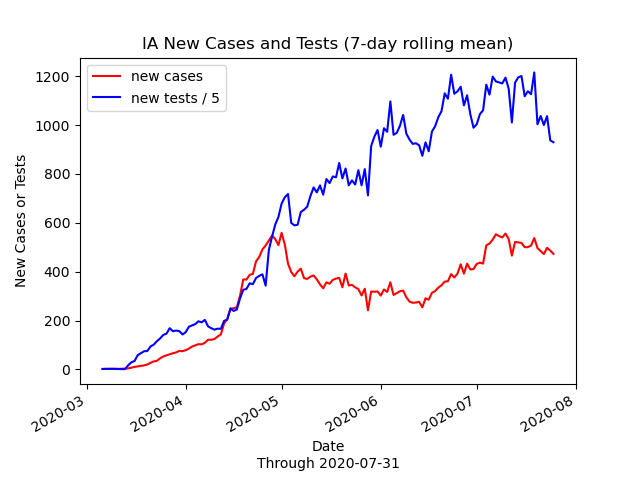 IA New Cases and Tests (7-day rolling mean)
new cases
new tests / 5
1200
1000
800
600
400
200
0
New Cases or Tests
2020-03
2020-04
2020-05
2020-06
2020-07
2020-08
Date
Through 2020-07-31